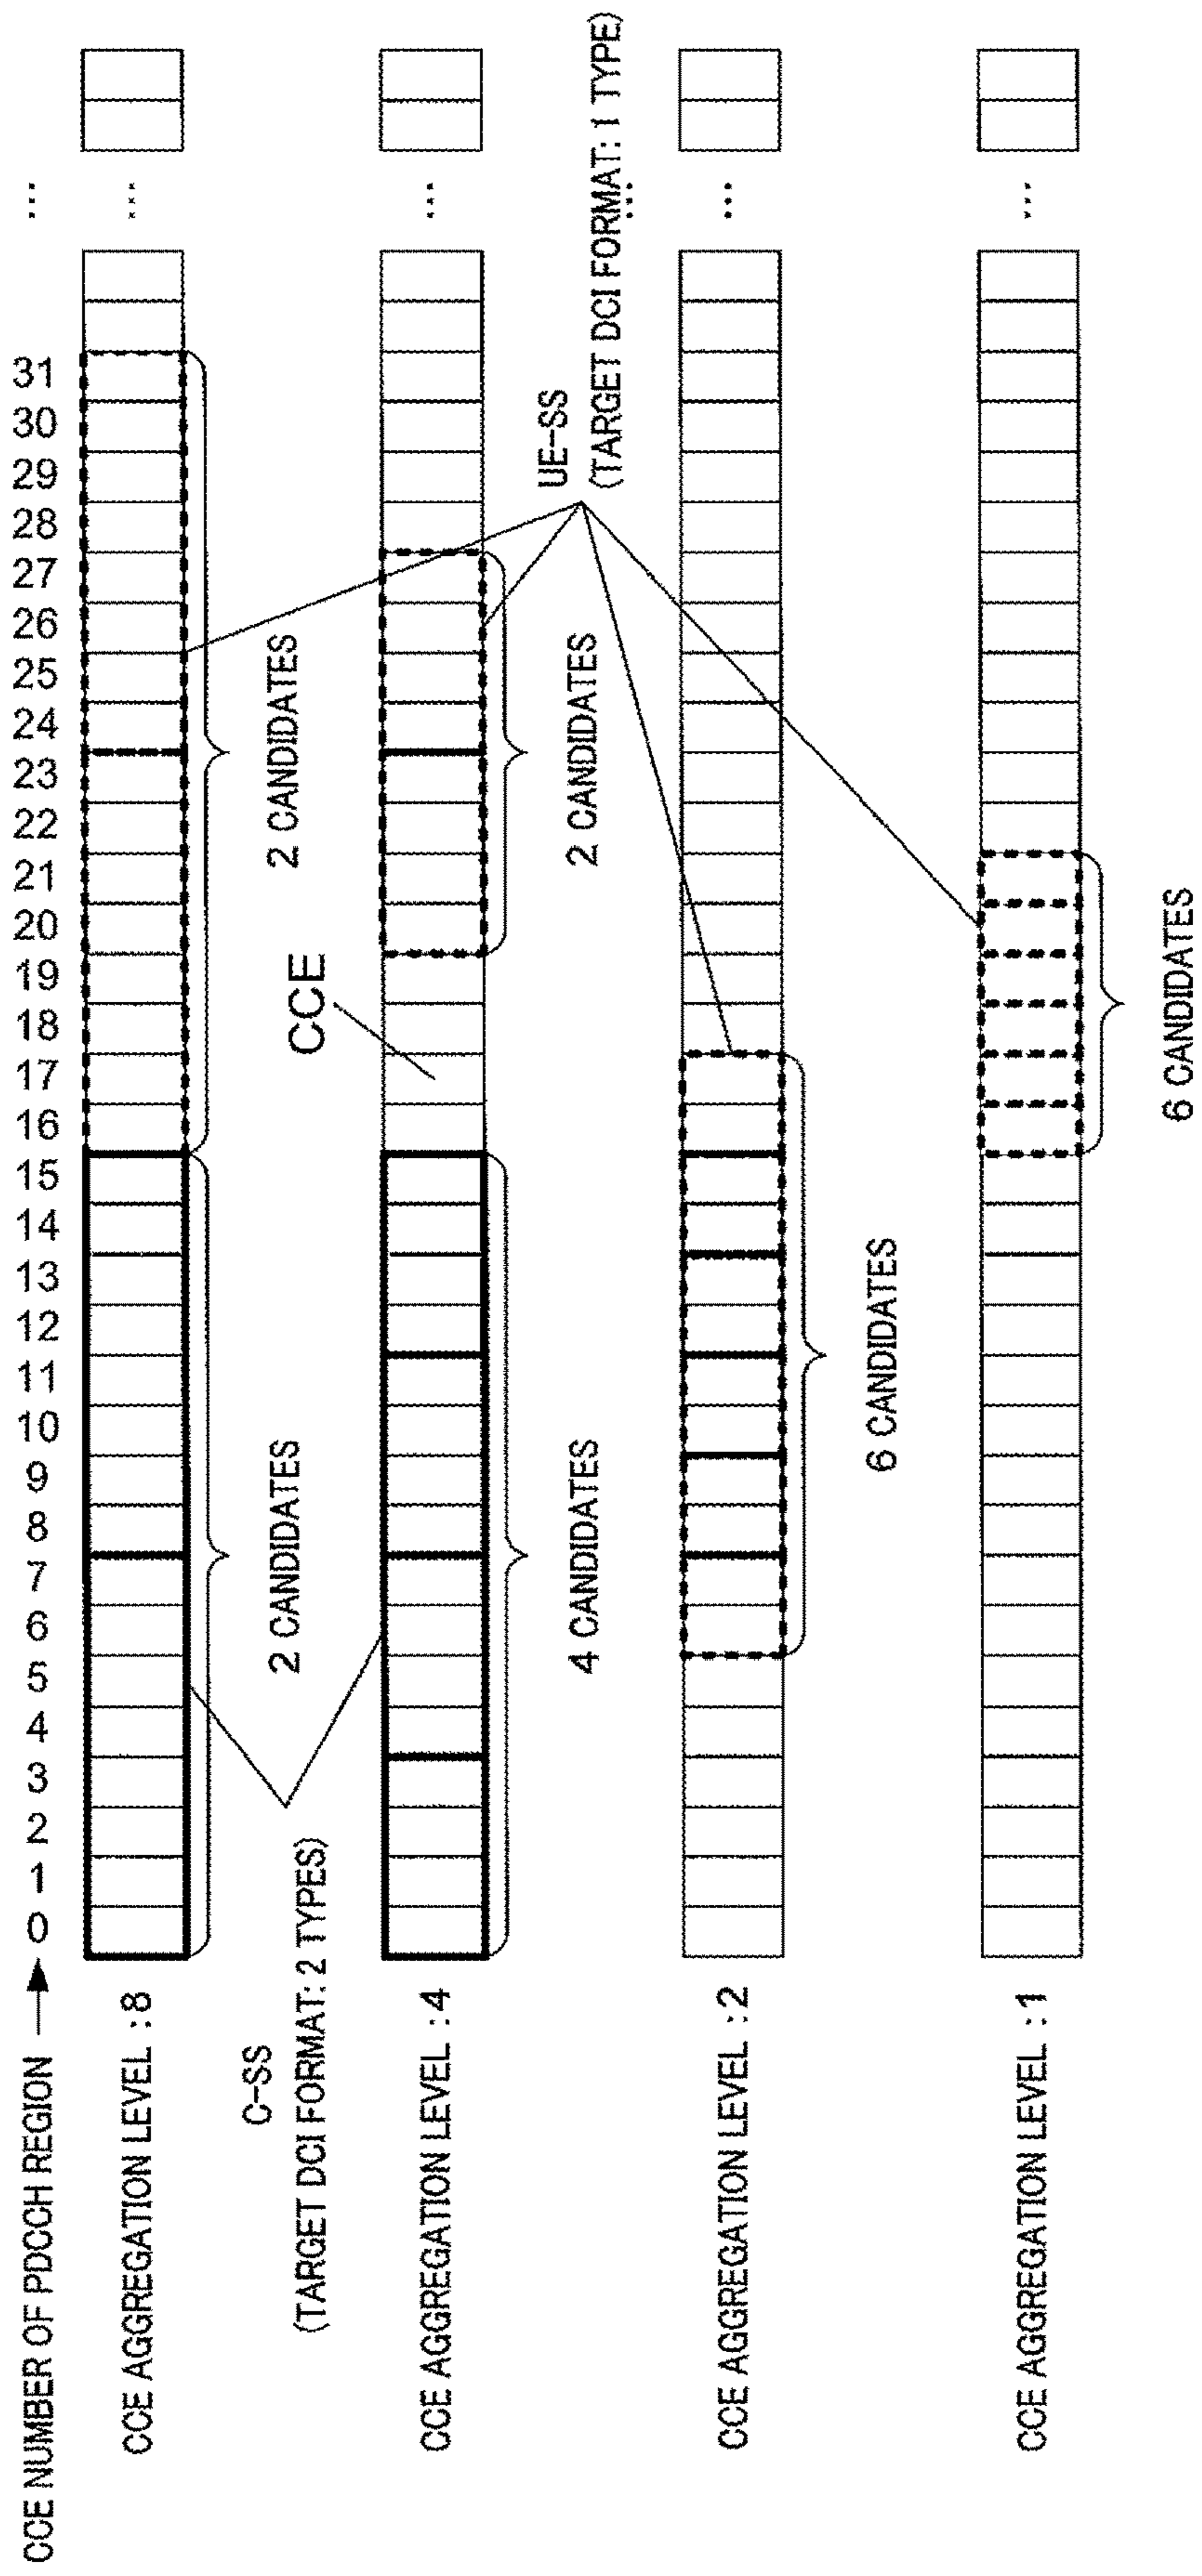 CCE NUMBER OF PDCCH REGION → 0 1 2 3 4 5 6 7 8 9 10 11 12 13 14 15 16 17 18 19 20 21 22 23 24 25 26 27 28 29 30 31 ...
CCE AGGREGATION LEVEL :8 ...
2 CANDIDATES 2 CANDIDATES
C-SS
(TARGET DCI FORMAT: 2 TYPES)
CCE
CCE AGGREGATION LEVEL :4 ...
4 CANDIDATES 2 CANDIDATES
UE-SS
(TARGET DCI FORMAT: 1 TYPE)
...
CCE AGGREGATION LEVEL :2 ...
6 CANDIDATES
CCE AGGREGATION LEVEL :1 ...
6 CANDIDATES